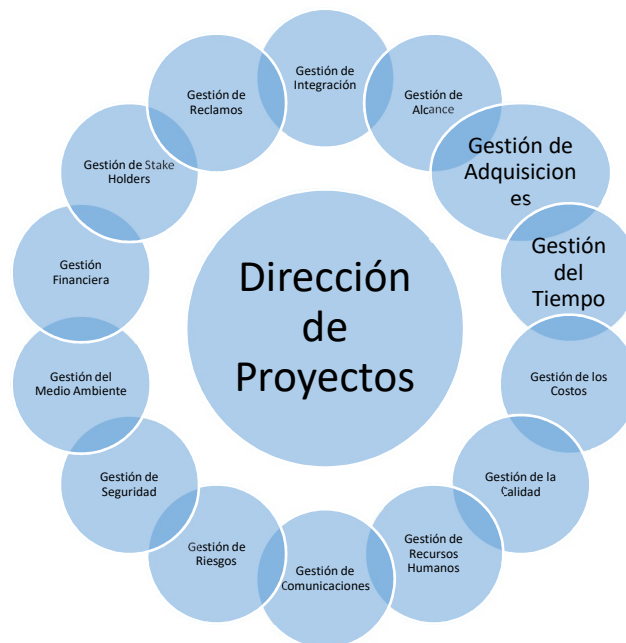 Gestión de
Integración
Gestión de
Alcance
Gestión de
Adquisicion
es
Gestión
del
Tiempo
Gestión de los
Costos
Gestión de la
Calidad
Gestión de
Recursos
Humanos
Gestión de
Comunicaciones
Gestión de
Riesgos
Gestión de
Seguridad
Gestión del
Medio Ambiente
Gestión
Financiera
Gestión de Stake
Holders
Gestión de
Reclamos
Dirección
de
Proyectos